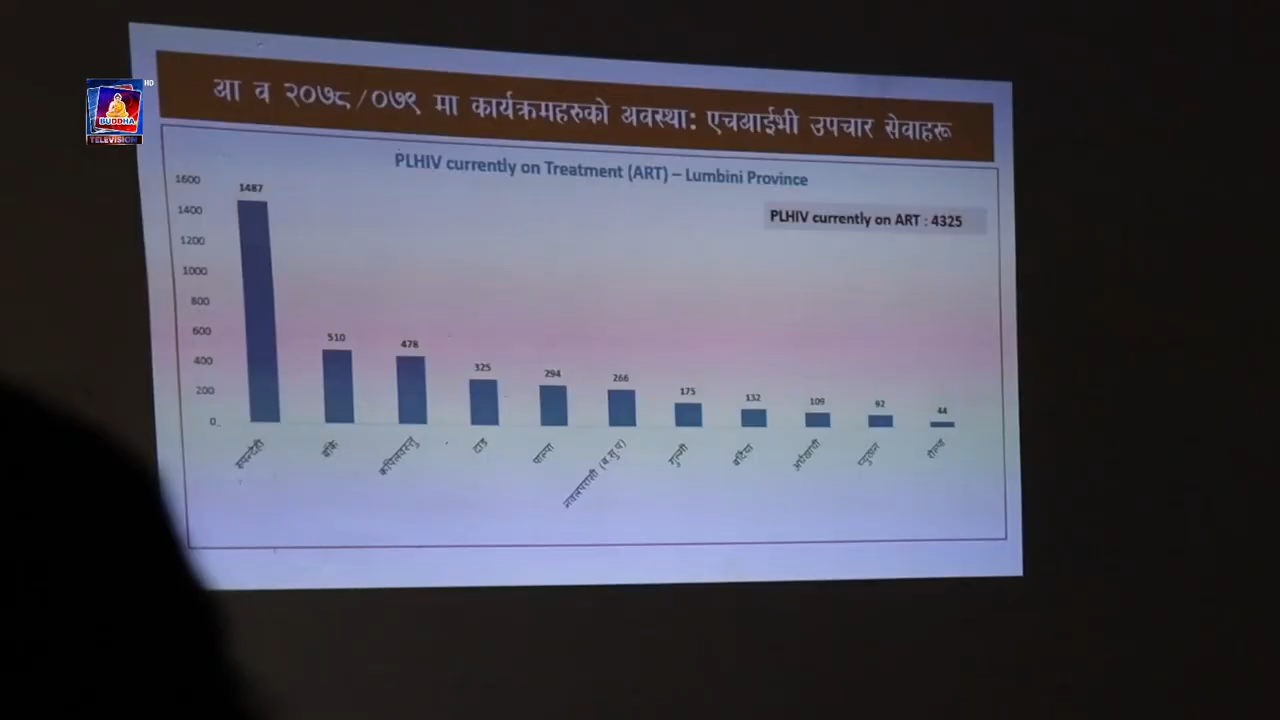 HD
BUDDHA
TELEVISION
आ व २०७८/०७९ मा कार्यक्रमहरुको अवस्था: एचआईभी उपचार सेवाहरू
PLHIV currently on Treatment (ART) – Lumbini Province
PLHIV currently on ART : 4325
1600
1400
1200
1000
800
600
400
200
0
1487
510
478
325
294
266
175
132
109
92
44
रुपन्देही
बाँके
कपिलवस्तु
दाङ
पाल्पा
नवलपरासी (ब.सु.प)
गुल्मी
बर्दिया
अर्घाखाँची
प्युठान
रोल्पा